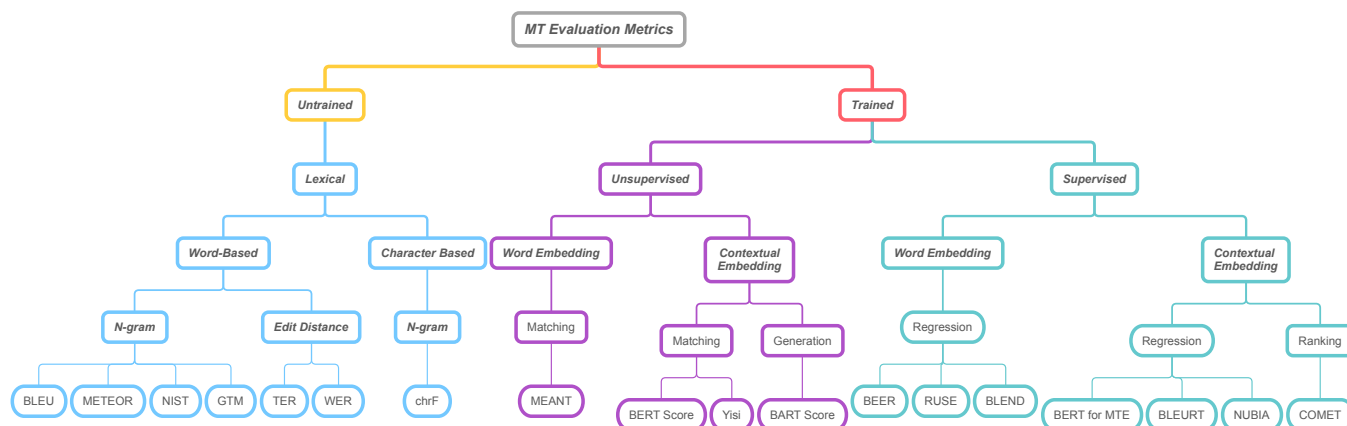 MT Evaluation Metrics
Untrained
Trained
Lexical
Unsupervised
Supervised
Word-Based
Character Based
Word Embedding
Contextual
Embedding
Word Embedding
Contextual
Embedding
N-gram
Edit Distance
N-gram
Matching
Matching
Generation
Regression
Regression
Ranking
BLEU
METEOR
NIST
GTM
TER
WER
chrF
MEANT
BERT Score
Yisi
BART Score
BEER
RUSE
BLEND
BERT for MTE
BLEURT
NUBIA
COMET